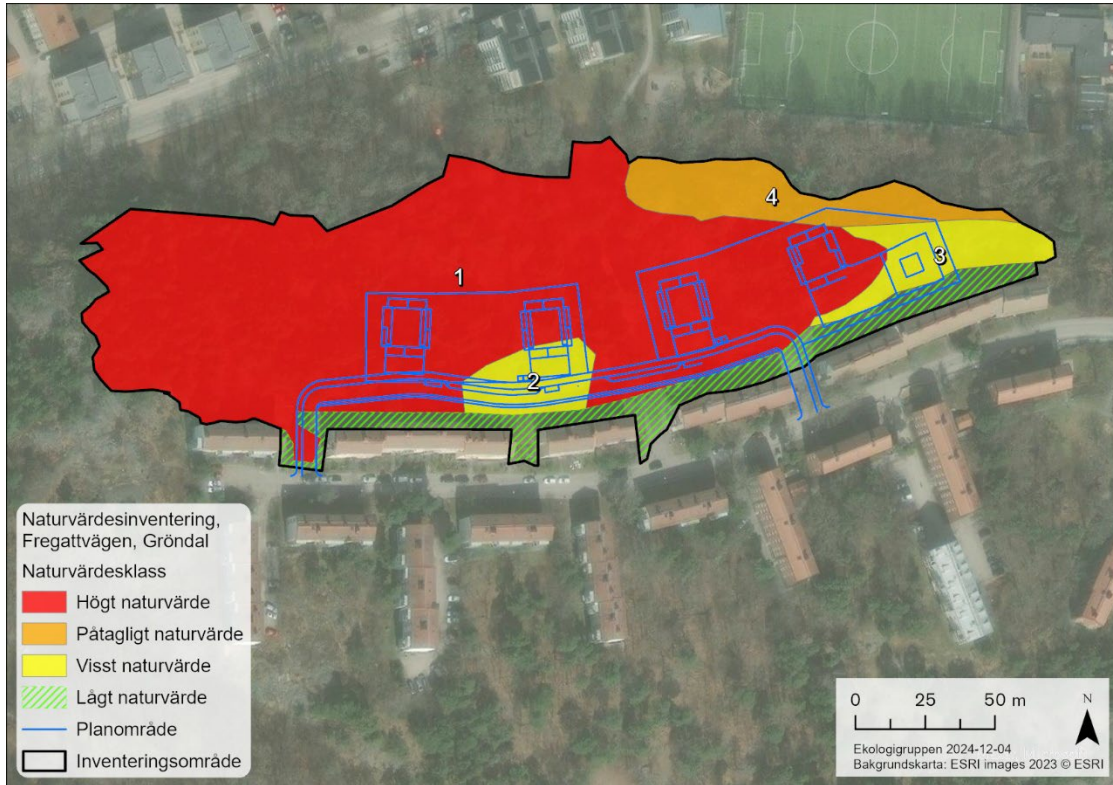 1
4
3
2
Naturvärdesinventering,
Fregattvägen, Gröndal
Naturvärdesklass
Högt naturvärde
Påtagligt naturvärde
Visst naturvärde
Lågt naturvärde
Planområde
Inventeringsområde
0 25 50 m
N
Ekologigruppen 2024-12-04
Bakgrundskarta: ESRI images 2023 © ESRI